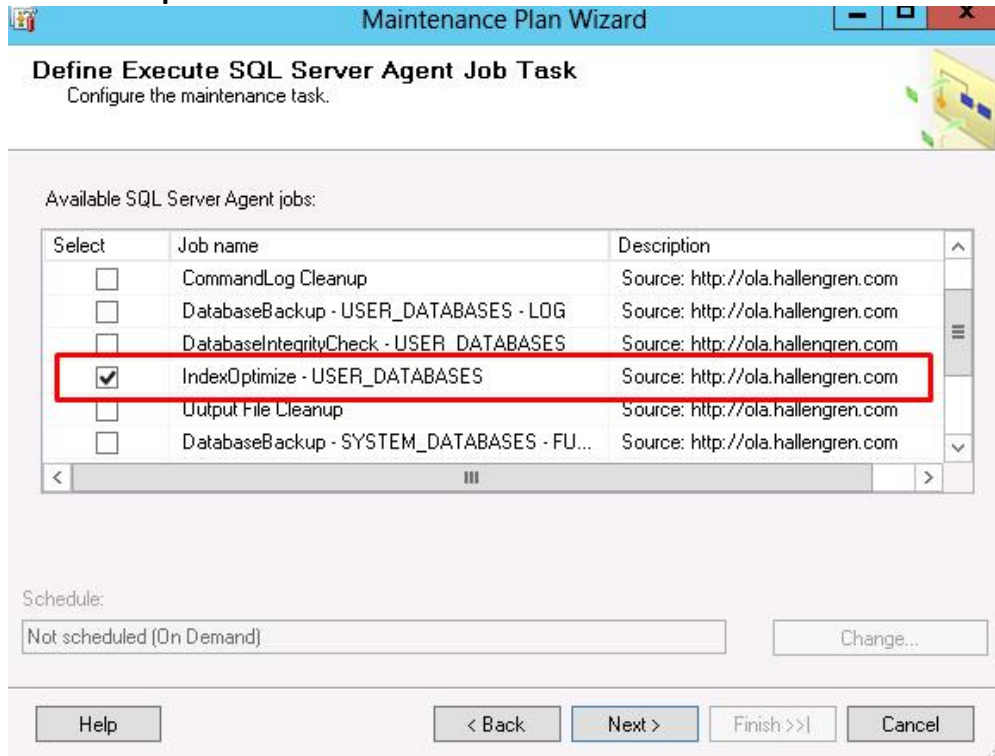 Maintenance Plan Wizard
Define Execute SQL Server Agent Job Task
Configure the maintenance task.
Available SQL Server Agent jobs:
Select Job name Description
CommandLog Cleanup Source: http://ola.hallengren.com
DatabaseBackup - USER_DATABASES - LOG Source: http://ola.hallengren.com
DatabaseIntegrityCheck - USER_DATABASES Source: http://ola.hallengren.com
IndexOptimize - USER_DATABASES Source: http://ola.hallengren.com
Output File Cleanup Source: http://ola.hallengren.com
DatabaseBackup - SYSTEM_DATABASES - FU... Source: http://ola.hallengren.com
Schedule:
Not scheduled (On Demand) Change...
Help < Back Next > Finish >>| Cancel